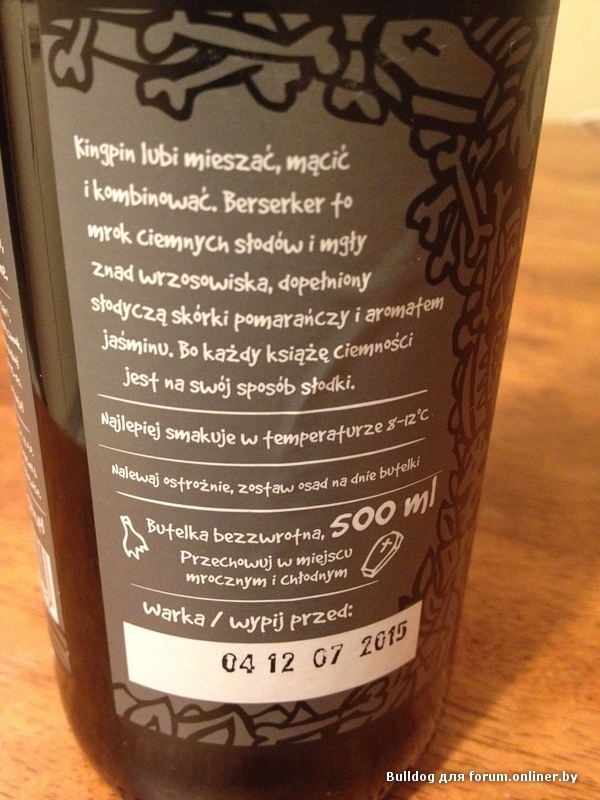 Kingpin lubi mieszać, mącić
i kombinować. Berserker to
mrok ciemnych słodów i mgły
znad wrzosowiska, dopełniony
słodyczą skórki pomarańczy i aromatem
jaśminu. Bo każdy książę ciemności
jest na swój sposób słodki.
Najlepiej smakuje w temperaturze 8-12°C
Nalewaj ostrożnie, zostaw osad na dnie butelki
Butelka bezzwrotna, 500 ml
Przechowuj w miejscu
mrocznym i chłodnym
Warka / wypij przed:
04 12 07 2015
Bulldog для forum.onliner.by